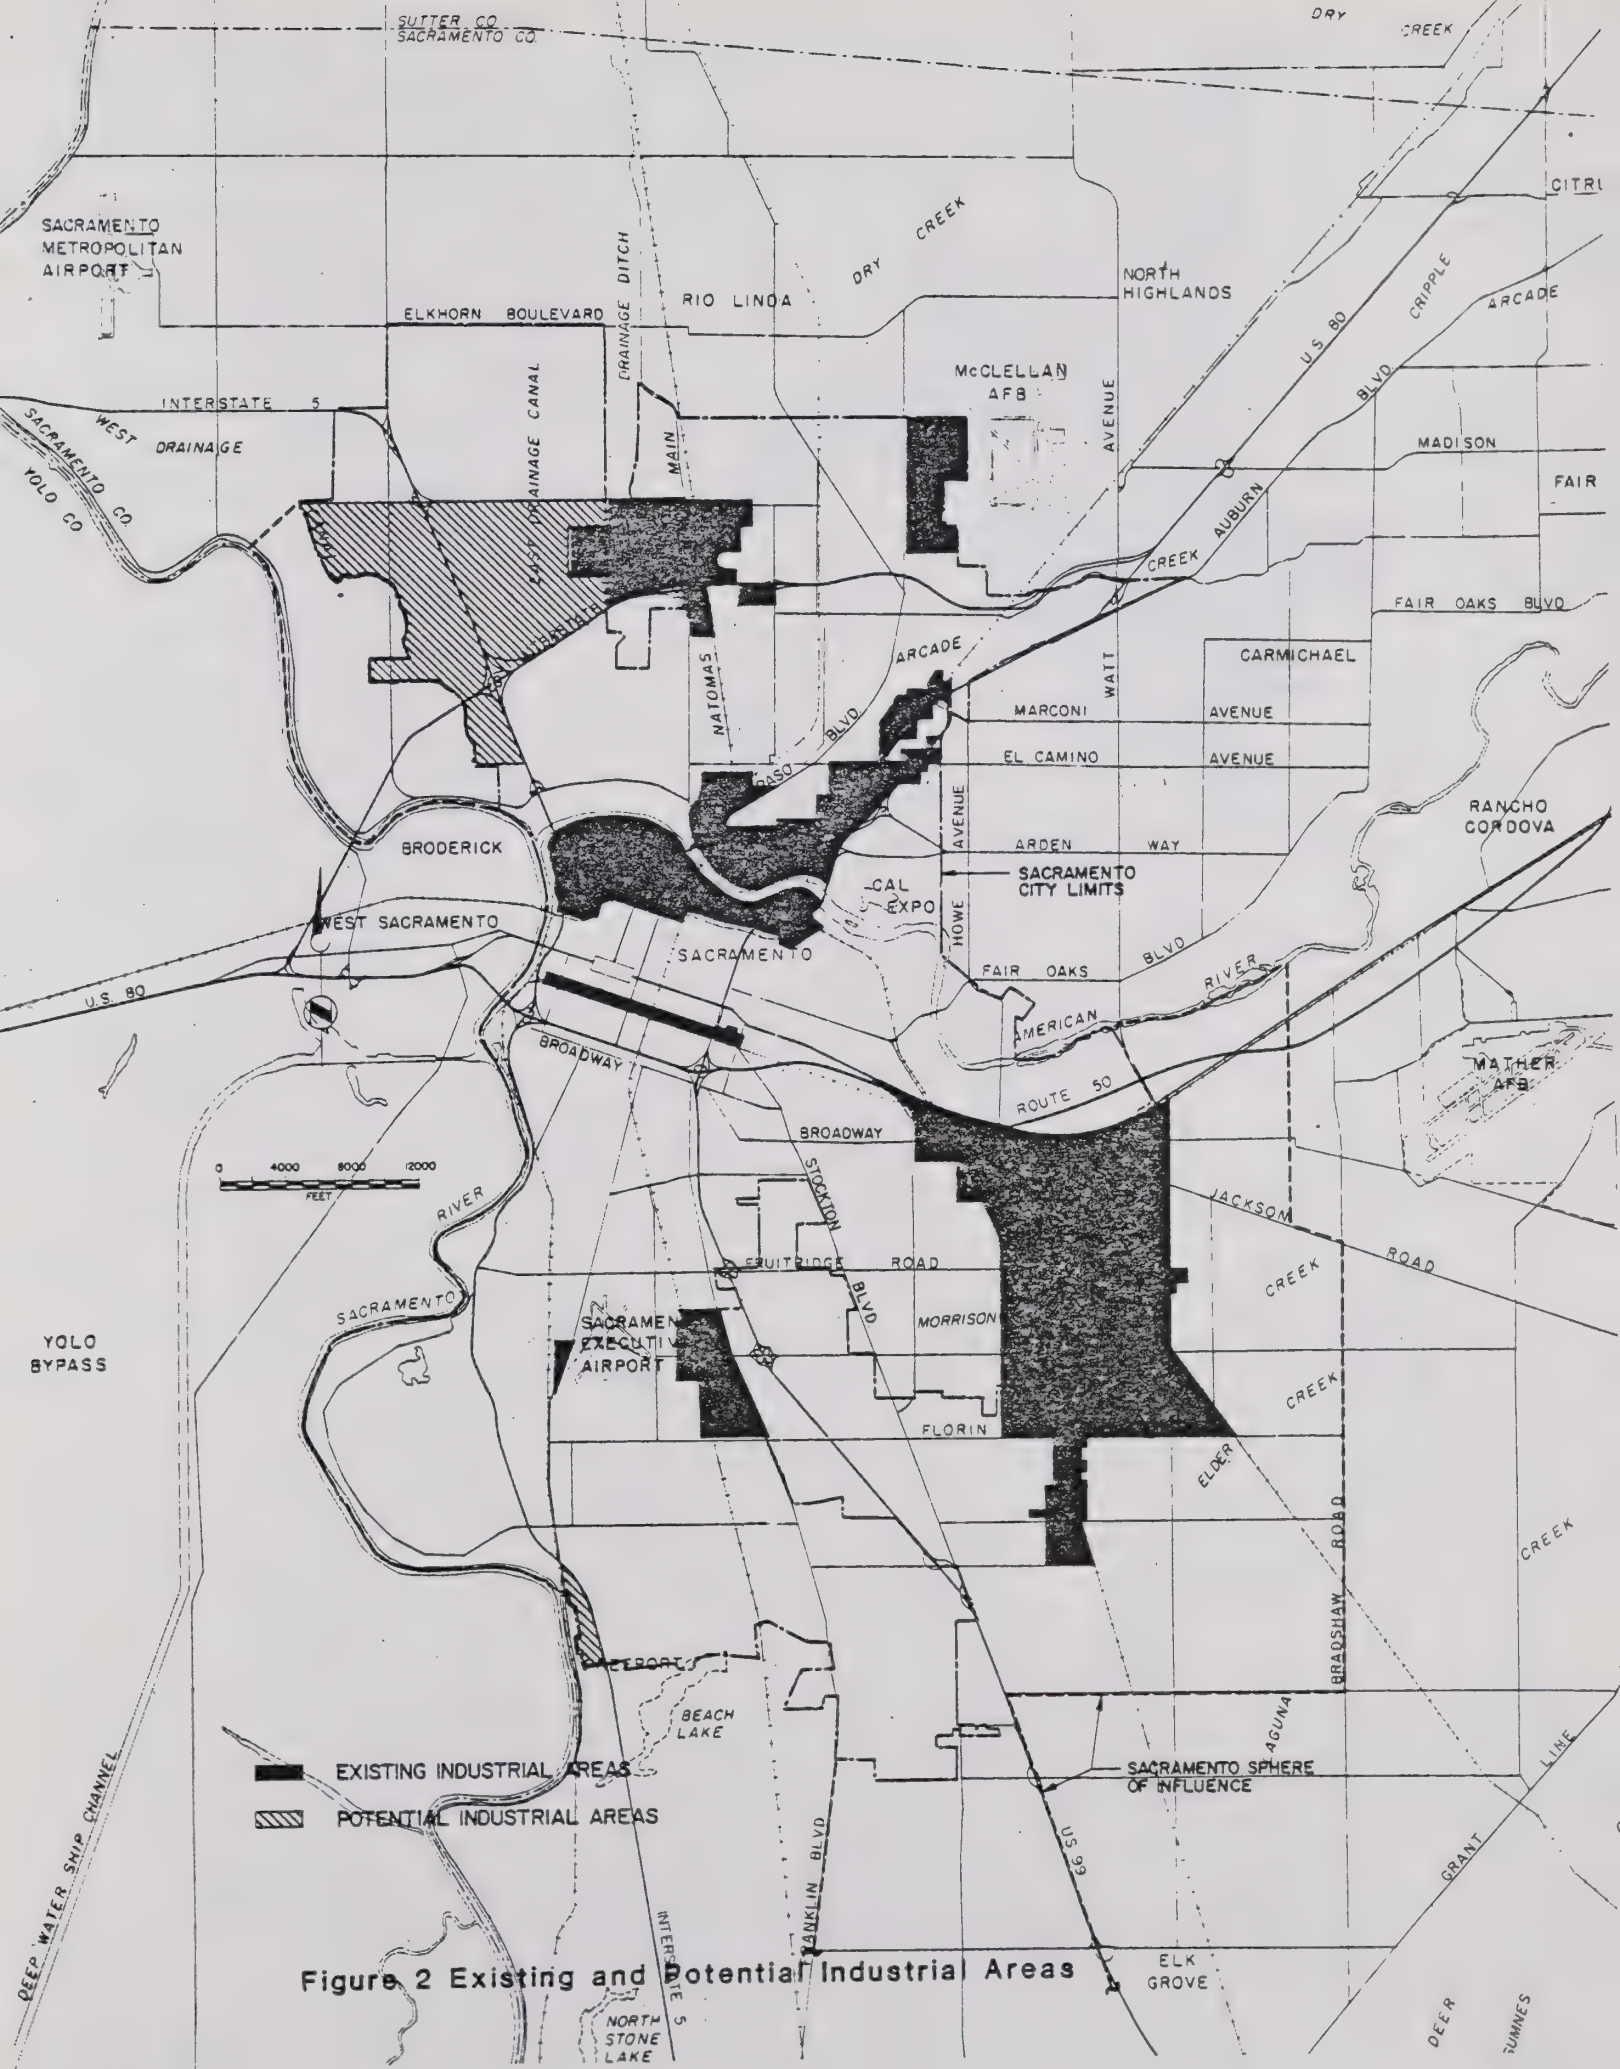 SUTTER CO.
SACRAMENTO CO.
DRY
CREEK
SACRAMENTO
METROPOLITAN
AIRPORT
DRAINAGE DITCH
CREEK
DRY
RIO LINDA
NORTH
HIGHLANDS
CRIPPLE
ARCADE
ELKHORN BOULEVARD
U.S. 80
McCLELLAN
AFB
AVENUE
BLVD.
INTERSTATE 5
WEST
DRAINAGE
SACRAMENTO CO.
YOLO CO.
MAIN
MADISON
FAIR
AUBURN
CREEK
FAIR OAKS BLVD
ARCADE
CARMICHAEL
WATT
NATOMAS
BLVD.
MARCONI AVENUE
EL CAMINO AVENUE
PASO
AVENUE
RANCHO
CORDOVA
BRODERICK
ARDEN WAY
SACRAMENTO
CITY LIMITS
CAL
EXPO
HOWE
WEST SACRAMENTO
SACRAMENTO
FAIR OAKS
BLVD
RIVER
U.S. 80
AMERICAN
BROADWAY
ROUTE 50
MATHER
AFB
BROADWAY
0 4000 8000 12000
FEET
STOCKTON
RIVER
JACKSON
ROAD
FRUITRIDGE ROAD
BLVD
CREEK
SACRAMENTO
MORRISON
SACRAMEN
EXECUTIV
AIRPORT
YOLO
BYPASS
CREEK
FLORIN
ELDER
BRADSHAW ROAD
CREEK
BEACH
LAKE
LINE
EXISTING INDUSTRIAL AREAS
SACRAMENTO SPHERE
OF INFLUENCE
POTENTIAL INDUSTRIAL AREAS
DEEP WATER SHIP CHANNEL
US 99
GRANT
INTERSTATE 5
Figure 2 Existing and Potential Industrial Areas
ELK
GROVE
NORTH
STONE
LAKE
DEER